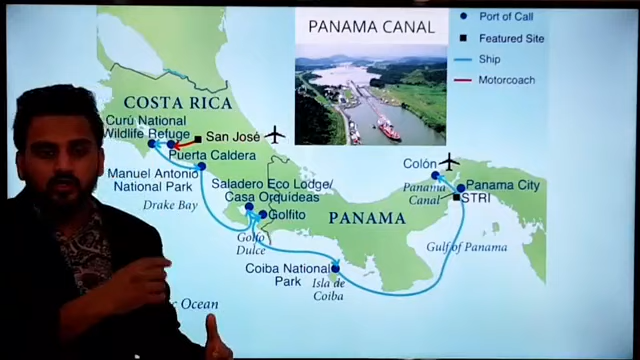 PANAMA CANAL
Port of Call
Featured Site
Ship
Motorcoach
COSTA RICA
Curú National
Wildlife Refuge
San José
Puerta Caldera
Manuel Antonio
National Park
Drake Bay
Saladero Eco Lodge/
Casa Orquideas
Golfito
Golfo
Dulce
PANAMA
Colón
Panama
Canal
Panama City
STRI
Gulf of Panama
Coiba National
Park
Isla de
Coiba
Ocean